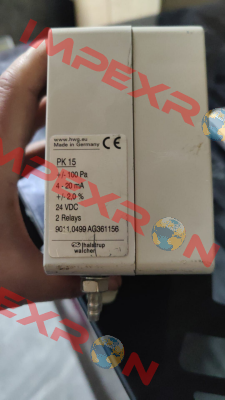 IMPEXRON
www.hwg.eu
Made in Germany
CE
PK 15
+/- 100 Pa
4 - 20 mA
+/- 2,0 %
24 VDC
2 Relays
9011.0499 AG361156
halstrup
walcher
IMPEXRON
IMPEXRON